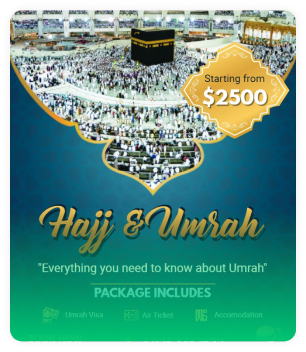 Starting from
$2500
Hajj & Umrah
"Everything you need to know about Umrah"
PACKAGE INCLUDES
Umrah Visa
Air Ticket
Accomodation